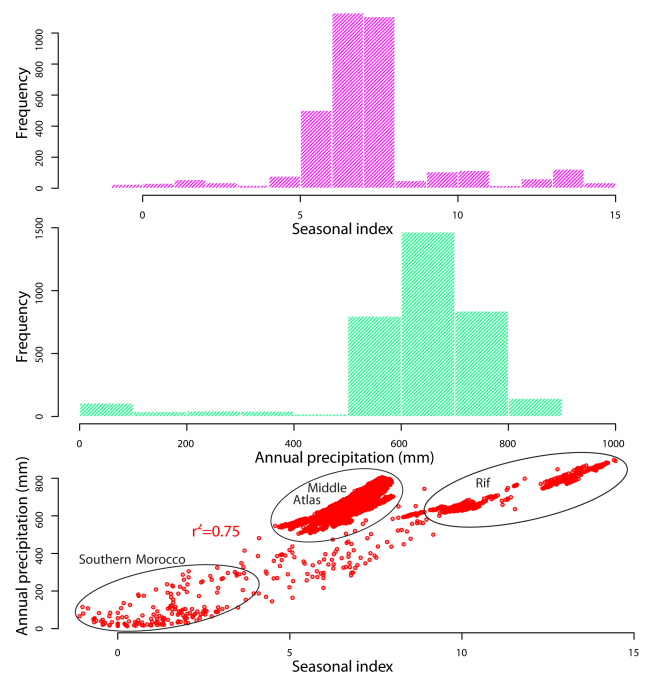 Frequency
0 200 400 600 800 1000
0 5 10 15
Seasonal index
Frequency
0 500 1000 1500
0 200 400 600 800 1000
Annual precipitation (mm)
Annual precipitation (mm)
0 200 400 600 800
Middle
Atlas
Rif
r²=0.75
Southern Morocco
0 5 10 15
Seasonal index